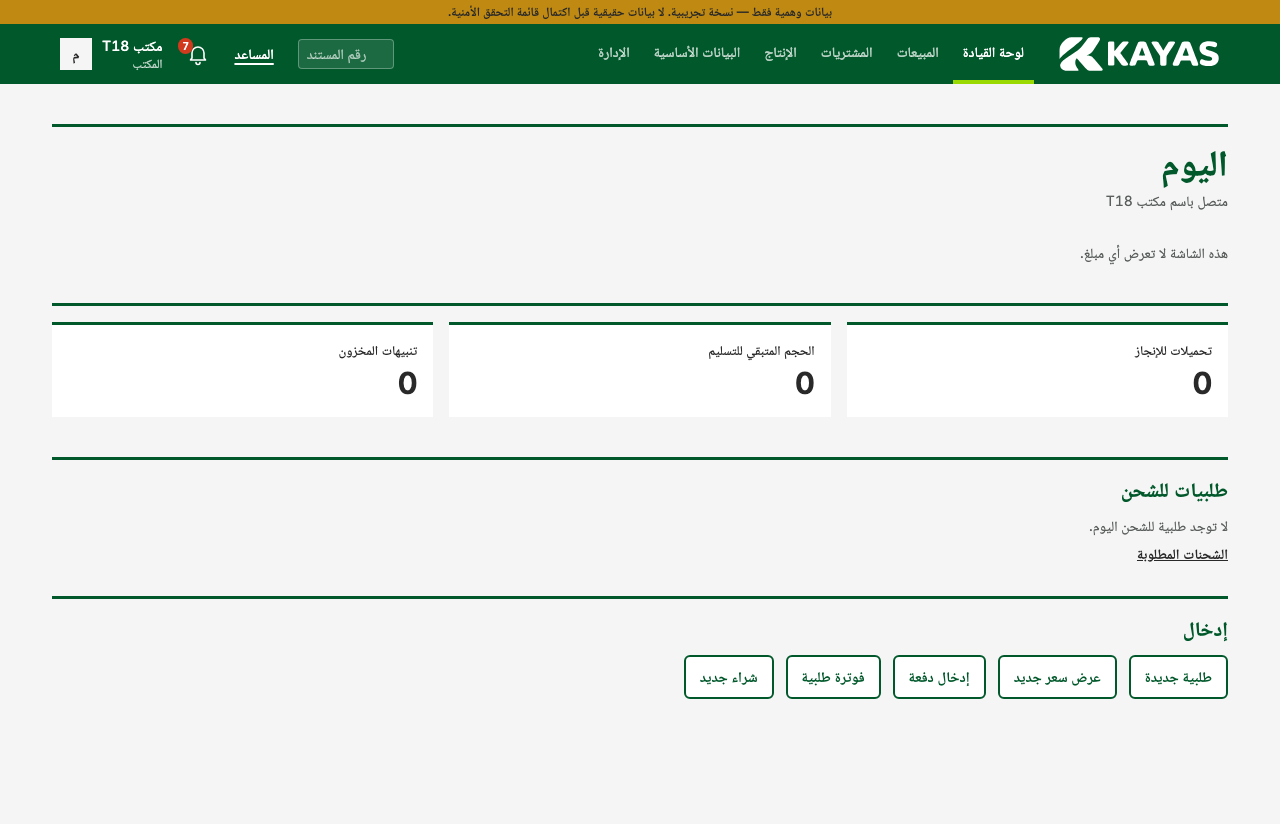 بيانات وهمية فقط — نسخة تجريبية. لا بيانات حقيقية قبل اكتمال قائمة التحقق الأمنية.
KAYAS
لوحة القيادة
المبيعات
المشتريات
الإنتاج
البيانات الأساسية
الإدارة
رقم المستند
المساعد
7
مكتب T18
المكتب
م
اليوم
متصل باسم مكتب T18
هذه الشاشة لا تعرض أي مبلغ.
تحميلات للإنجاز
0
الحجم المتبقي للتسليم
0
تنبيهات المخزون
0
طلبيات للشحن
لا توجد طلبية للشحن اليوم.
الشحنات المطلوبة
إدخال
طلبية جديدة
عرض سعر جديد
إدخال دفعة
فوترة طلبية
شراء جديد